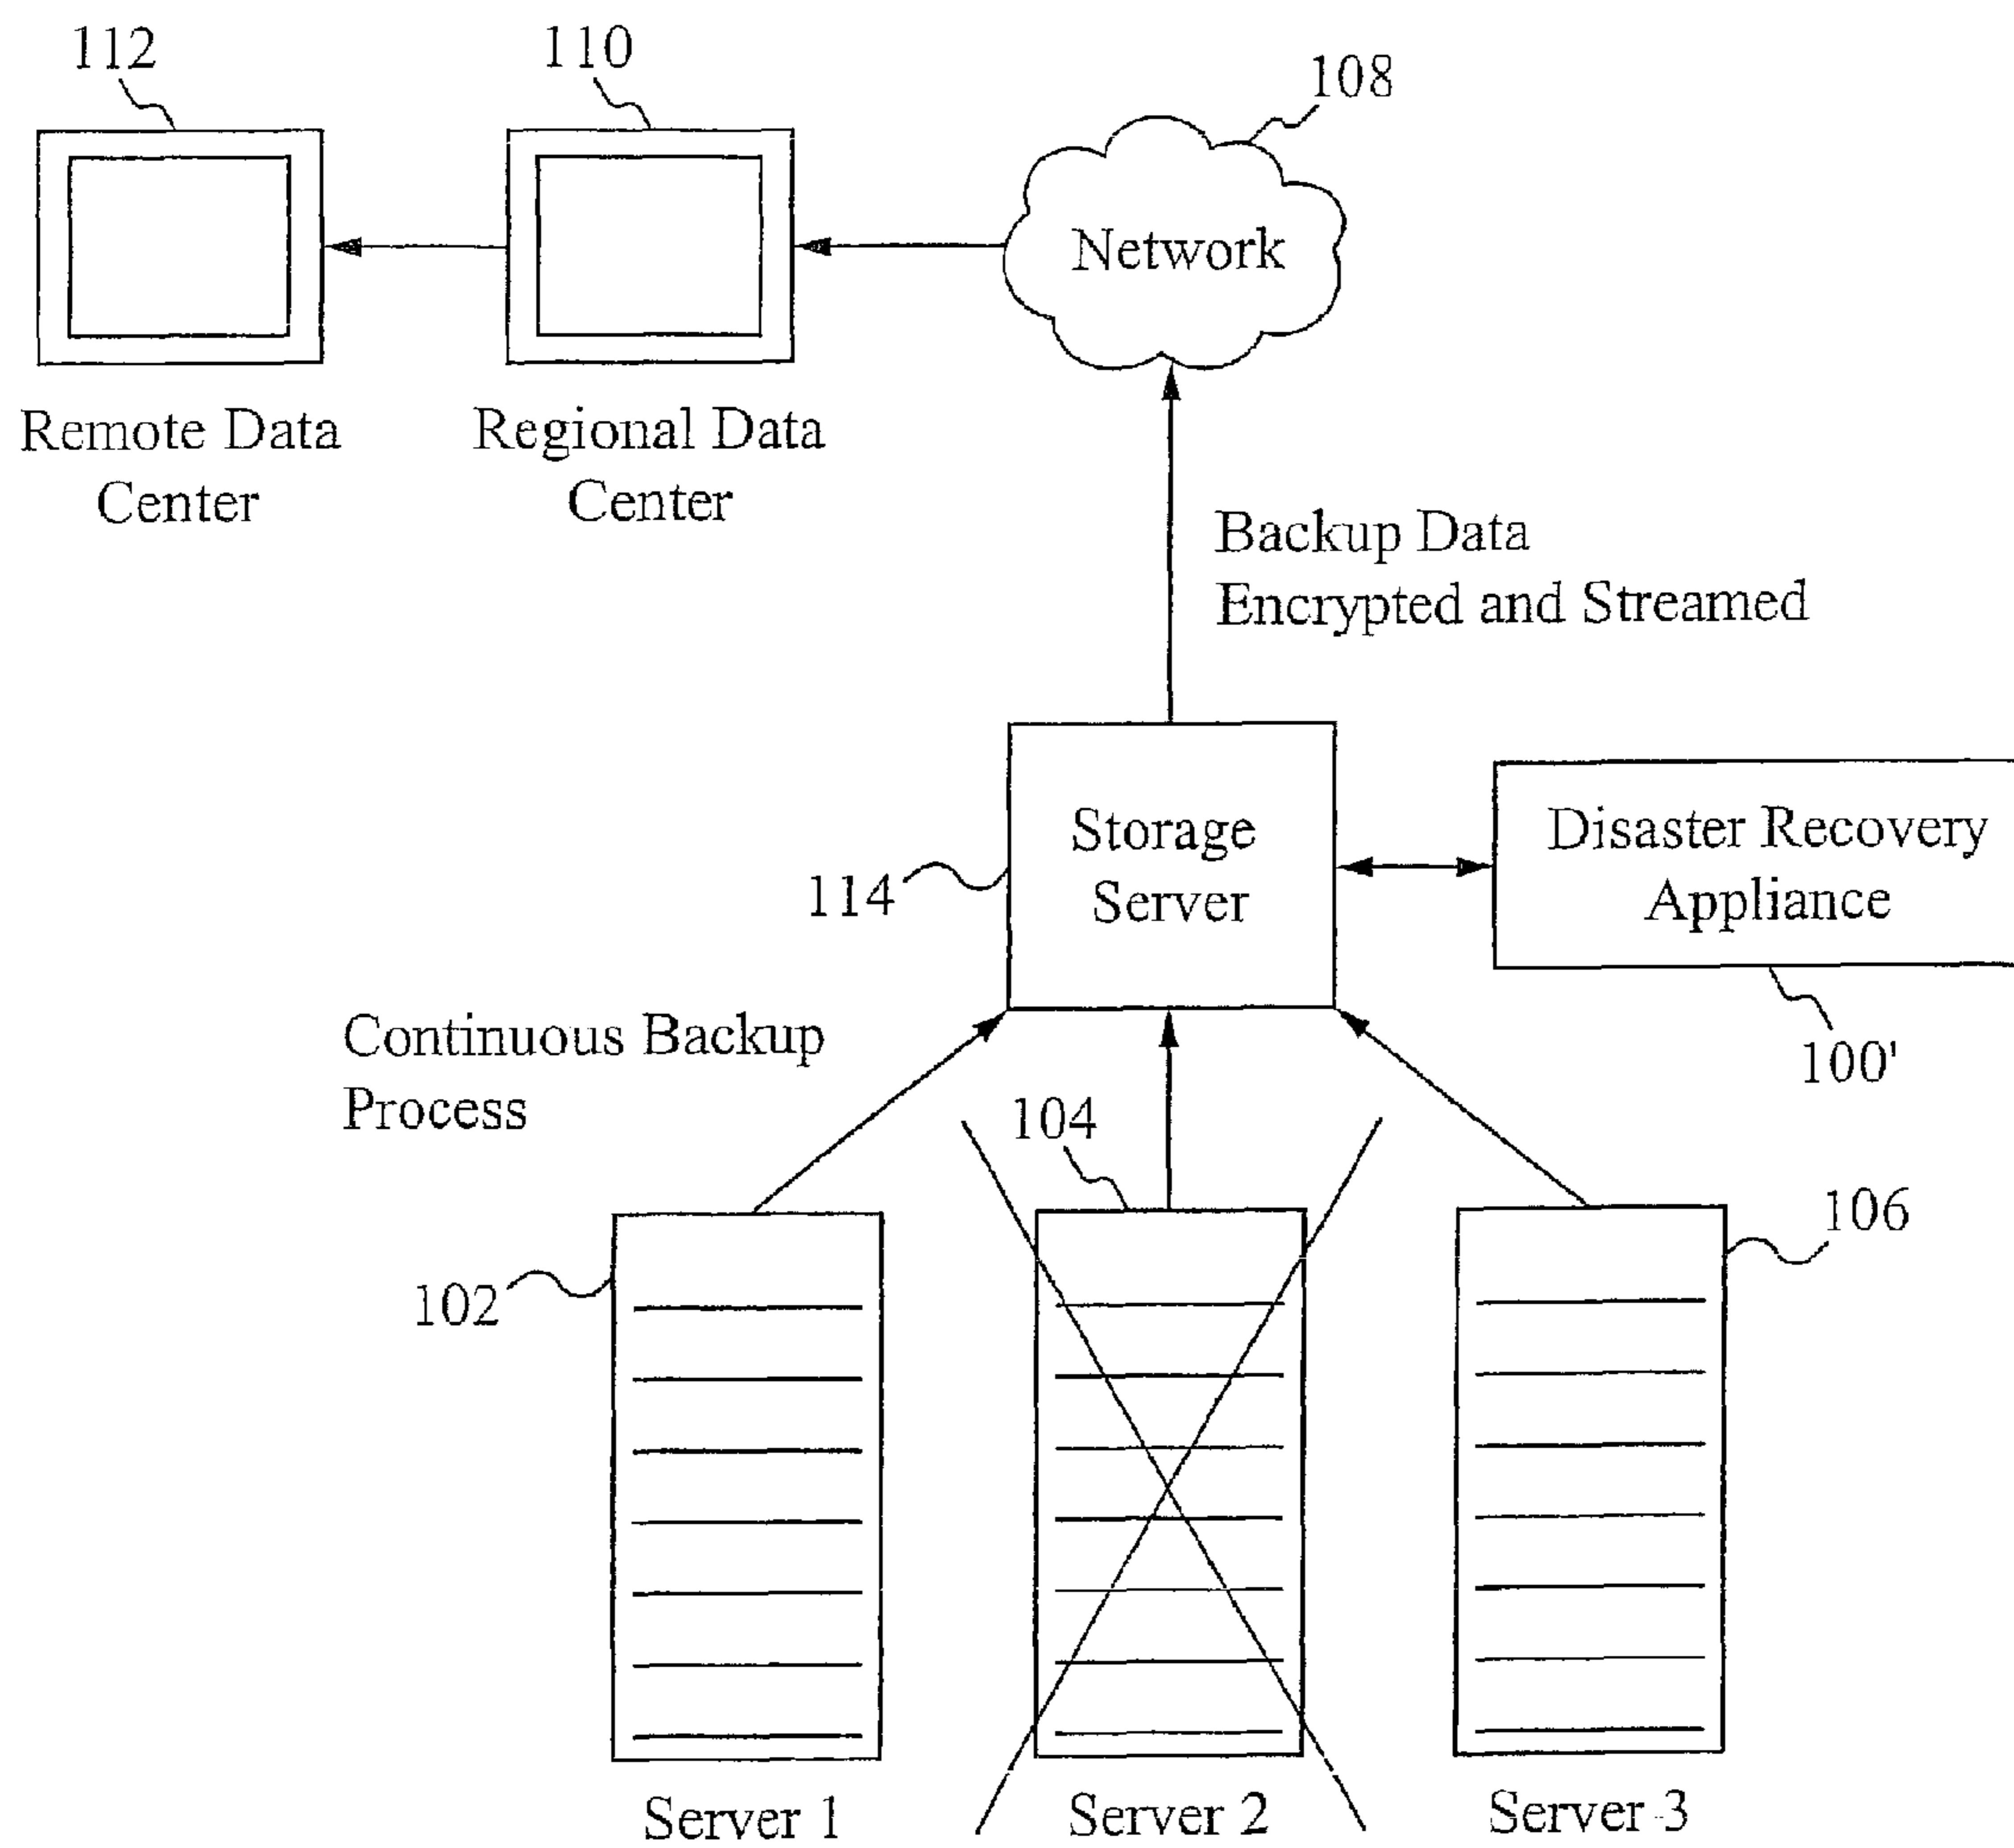 112
110
108
Network
Remote Data
Center
Regional Data
Center
Backup Data
Encrypted and Streamed
Storage
Server
Disaster Recovery
Appliance
114
100'
Continuous Backup
Process
104
102
106
Server 1
Server 2
Server 3